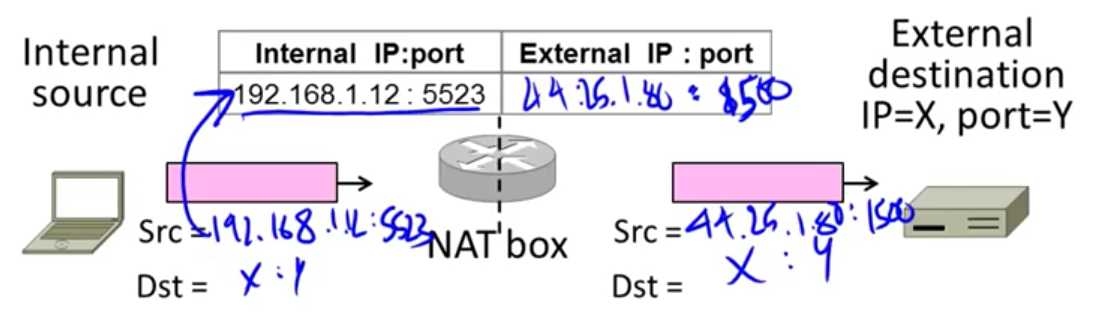 Internal source
Internal IP:port
External IP : port
External destination
IP=X, port=Y
192.168.1.12 : 5523
44.25.1.80 :
Src =192.168.1.12:5523
Dst = X:Y
NAT box
Src =44.25.1.80:1500
Dst = X : Y